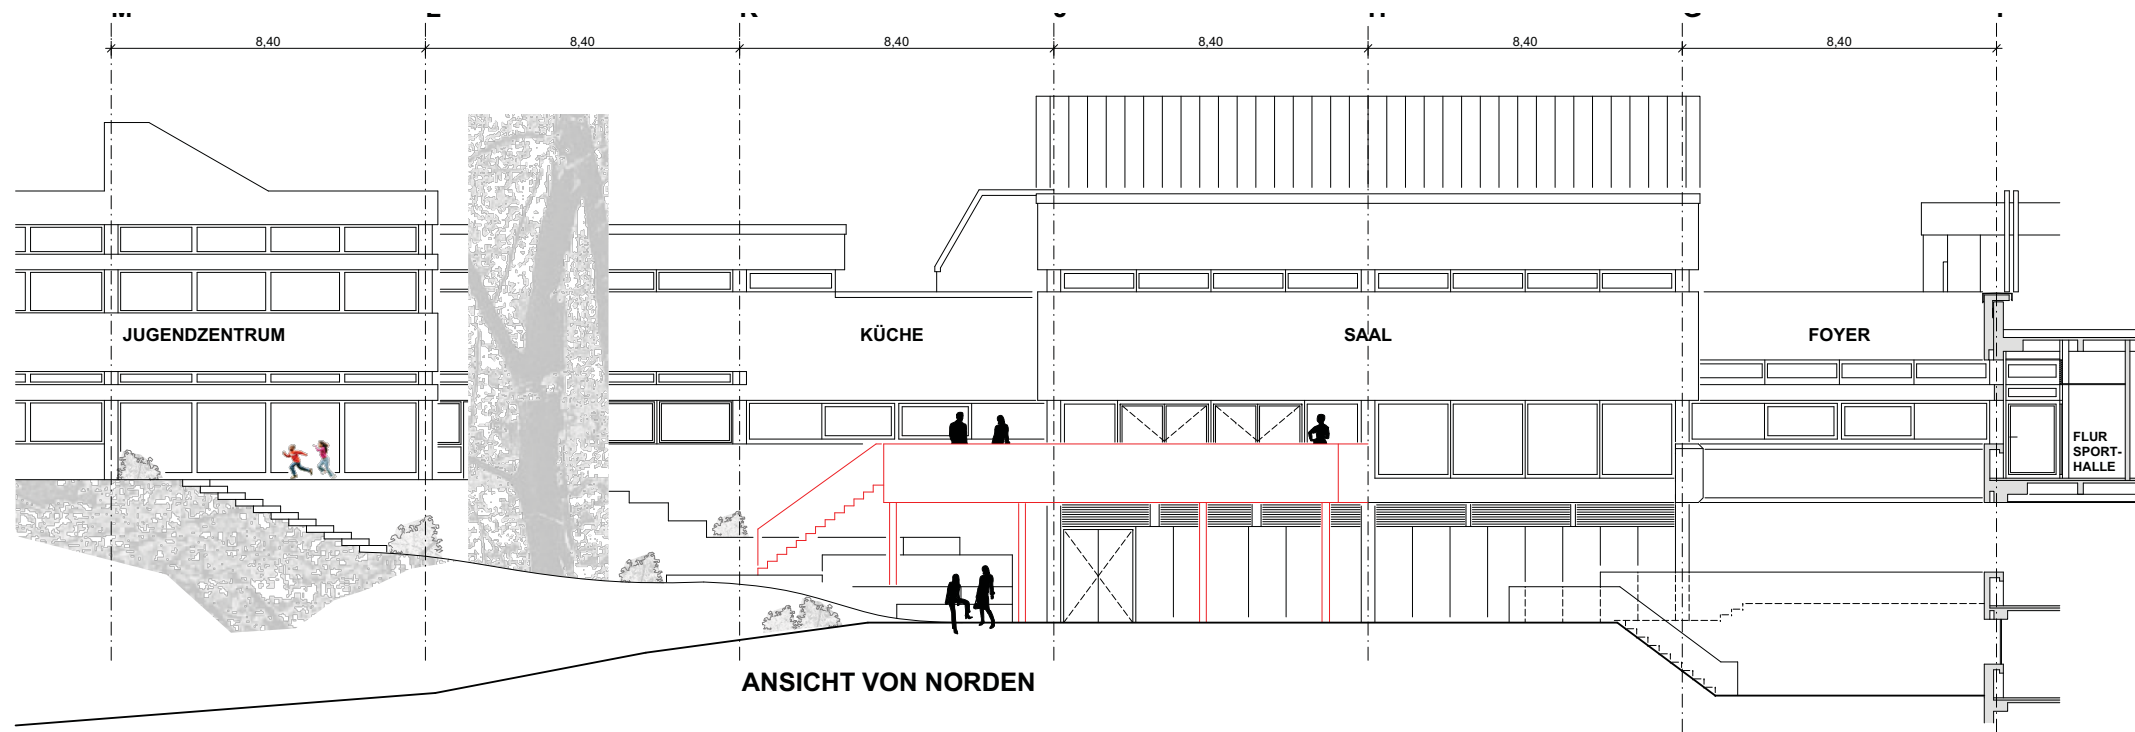 8,40 8,40 8,40 8,40 8,40 8,40
JUGENDZENTRUM KÜCHE SAAL FOYER
FLUR
SPORT-
HALLE
ANSICHT VON NORDEN